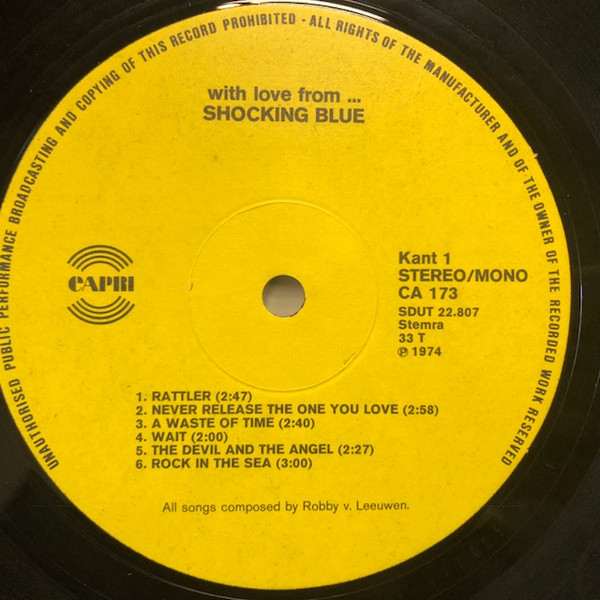 UNAUTHORISED PUBLIC PERFORMANCE BROADCASTING AND COPYING OF THIS RECORD PROHIBITED - ALL RIGHTS OF THE MANUFACTURER AND OF THE OWNER OF THE RECORDED WORK RESERVED
with love from ...
SHOCKING BLUE
CAPRI
Kant 1
STEREO/MONO
CA 173
SDUT 22.807
Stemra
33 T
℗ 1974
1. RATTLER (2:47)
2. NEVER RELEASE THE ONE YOU LOVE (2:58)
3. A WASTE OF TIME (2:40)
4. WAIT (2:00)
5. THE DEVIL AND THE ANGEL (2:27)
6. ROCK IN THE SEA (3:00)
All songs composed by Robby v. Leeuwen.